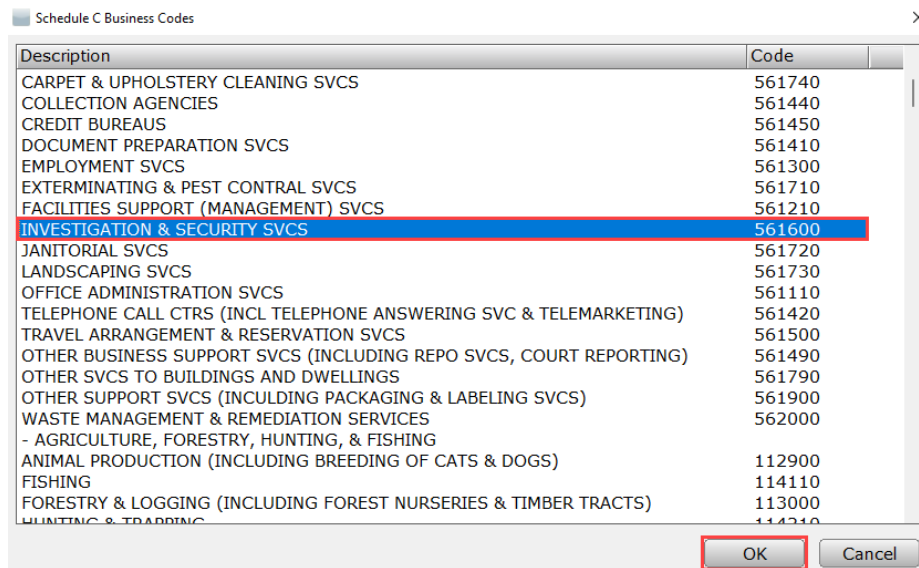 Schedule C Business Codes
Description Code
CARPET & UPHOLSTERY CLEANING SVCS 561740
COLLECTION AGENCIES 561440
CREDIT BUREAUS 561450
DOCUMENT PREPARATION SVCS 561410
EMPLOYMENT SVCS 561300
EXTERMINATING & PEST CONTRAL SVCS 561710
FACILITIES SUPPORT (MANAGEMENT) SVCS 561210
INVESTIGATION & SECURITY SVCS 561600
JANITORIAL SVCS 561720
LANDSCAPING SVCS 561730
OFFICE ADMINISTRATION SVCS 561110
TELEPHONE CALL CTRS (INCL TELEPHONE ANSWERING SVC & TELEMARKETING) 561420
TRAVEL ARRANGEMENT & RESERVATION SVCS 561500
OTHER BUSINESS SUPPORT SVCS (INCLUDING REPO SVCS, COURT REPORTING) 561490
OTHER SVCS TO BUILDINGS AND DWELLINGS 561790
OTHER SUPPORT SVCS (INCULDING PACKAGING & LABELING SVCS) 561900
WASTE MANAGEMENT & REMEDIATION SERVICES 562000
- AGRICULTURE, FORESTRY, HUNTING, & FISHING
ANIMAL PRODUCTION (INCLUDING BREEDING OF CATS & DOGS) 112900
FISHING 114110
FORESTRY & LOGGING (INCLUDING FOREST NURSERIES & TIMBER TRACTS) 113000
HUNTING & TRAPPING 114210
OK Cancel